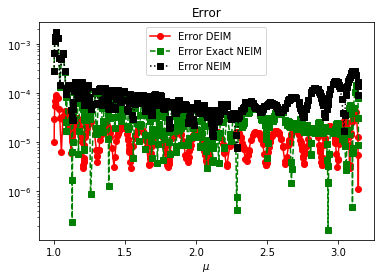 Error
Error DEIM
Error Exact NEIM
Error NEIM
10⁻³
10⁻⁴
10⁻⁵
10⁻⁶
1.0 1.5 2.0 2.5 3.0
μ